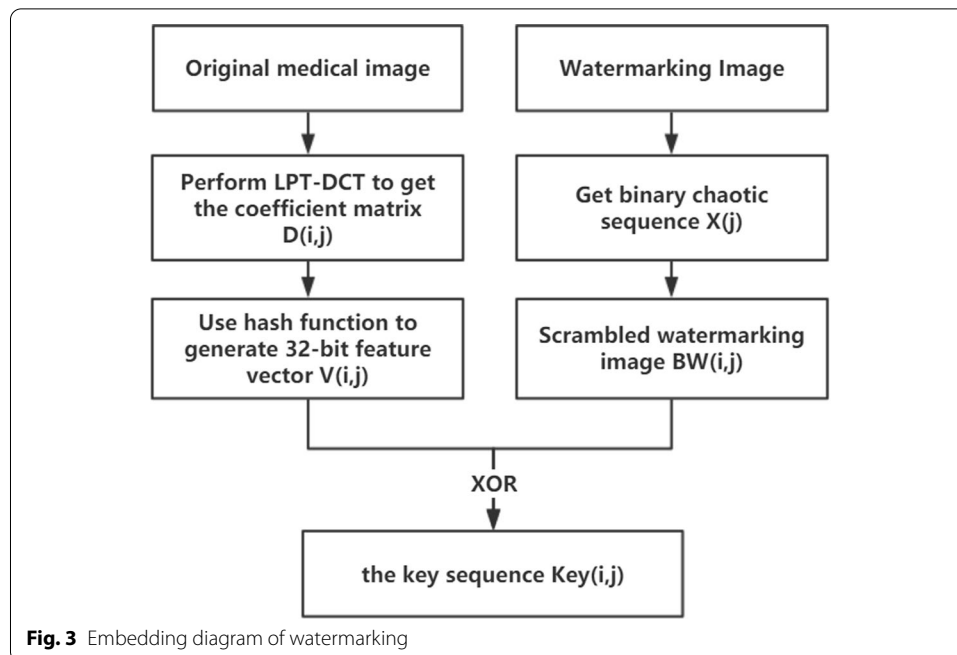 Original medical image
Watermarking Image
Perform LPT-DCT to get
the coefficient matrix
D(i,j)
Get binary chaotic
sequence X(j)
Use hash function to
generate 32-bit feature
vector V(i,j)
Scrambled watermarking
image BW(i,j)
XOR
the key sequence Key(i,j)
Fig. 3 Embedding diagram of watermarking